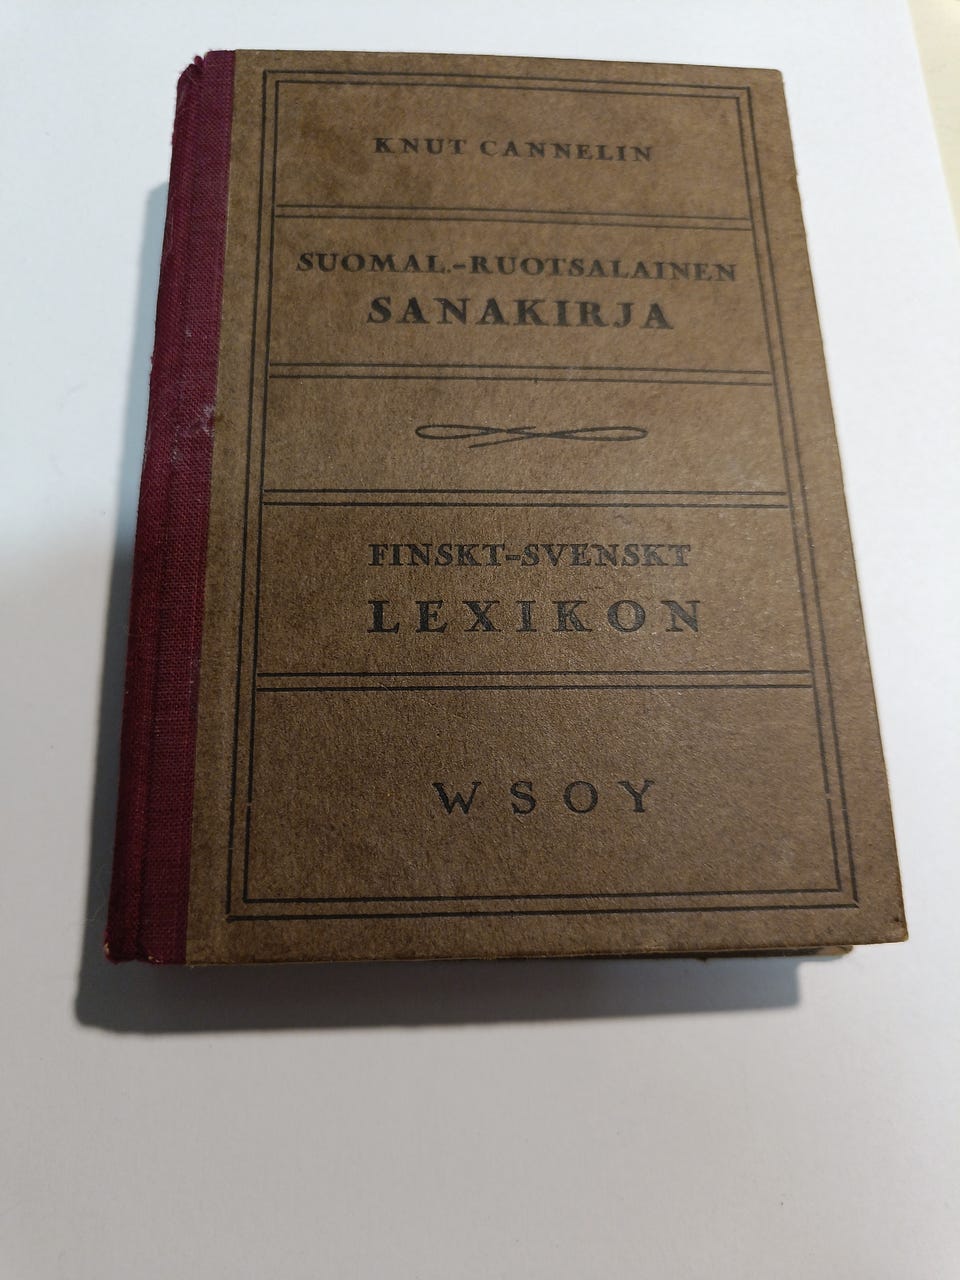 KNUT CANNELIN
SUOMAL.-RUOTSALAINEN
SANAKIRJA
FINSKT-SVENSKT
LEXIKON
WSOY